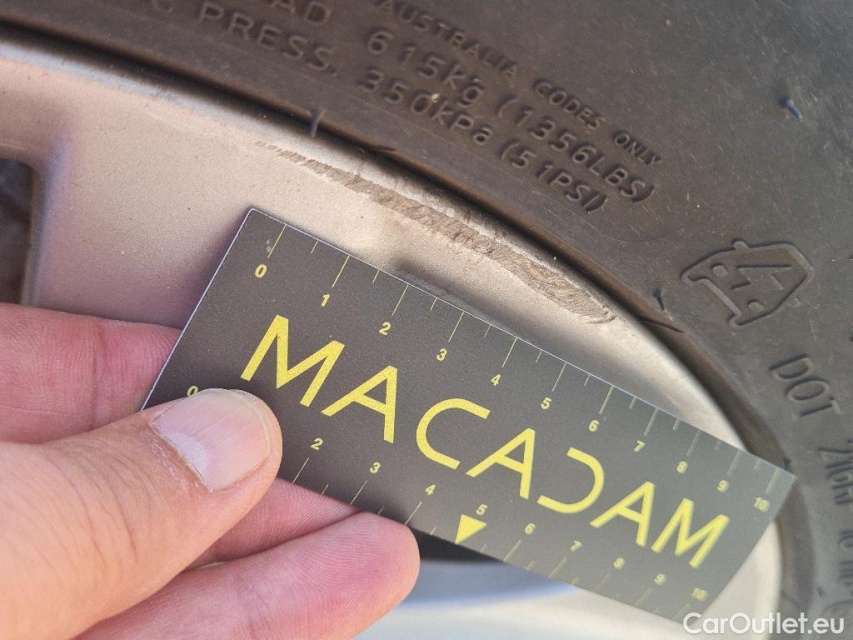 AUSTRALIA CODES ONLY
615kg (1356LBS)
PRESS. 350KPa (51PSI)
DOT
0 1 2 3 4 5 6 7 8 9 10
MACADAM
0 2 3 4 5 6 7 8 9 10
CarOutlet.eu